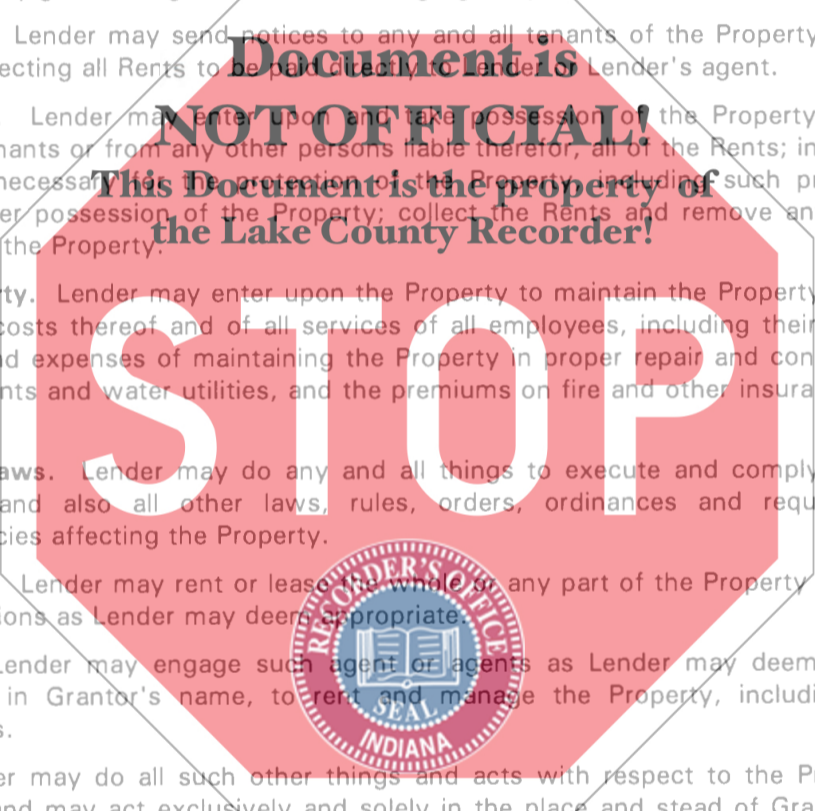 Lender may send notices to any and all tenants of the Property
ecting all Rents to be paid directly to Lender or Lender's agent.
Document is
NOT OFFICIAL!
This Document is the property of
the Lake County Recorder!
Lender may enter upon and take possession of the Property
nants or from any other persons liable therefor, all of the Rents; in
necessary for the protection of the Property, including such p
er possession of the Property; collect the Rents and remove an
the Property.
ty. Lender may enter upon the Property to maintain the Property
costs thereof and of all services of all employees, including their
d expenses of maintaining the Property in proper repair and con
nts and water utilities, and the premiums on fire and other insura
STOP
aws. Lender may do any and all things to execute and comply
and also all other laws, rules, orders, ordinances and requ
cies affecting the Property.
Lender may rent or lease the whole or any part of the Property
ions as Lender may deem appropriate.
RECORDER'S OFFICE
SEAL
INDIANA
Lender may engage such agent or agents as Lender may deem
in Grantor's name, to rent and manage the Property, includi
s.
er may do all such other things and acts with respect to the P
and may act exclusively and solely in the place and stead of Gra